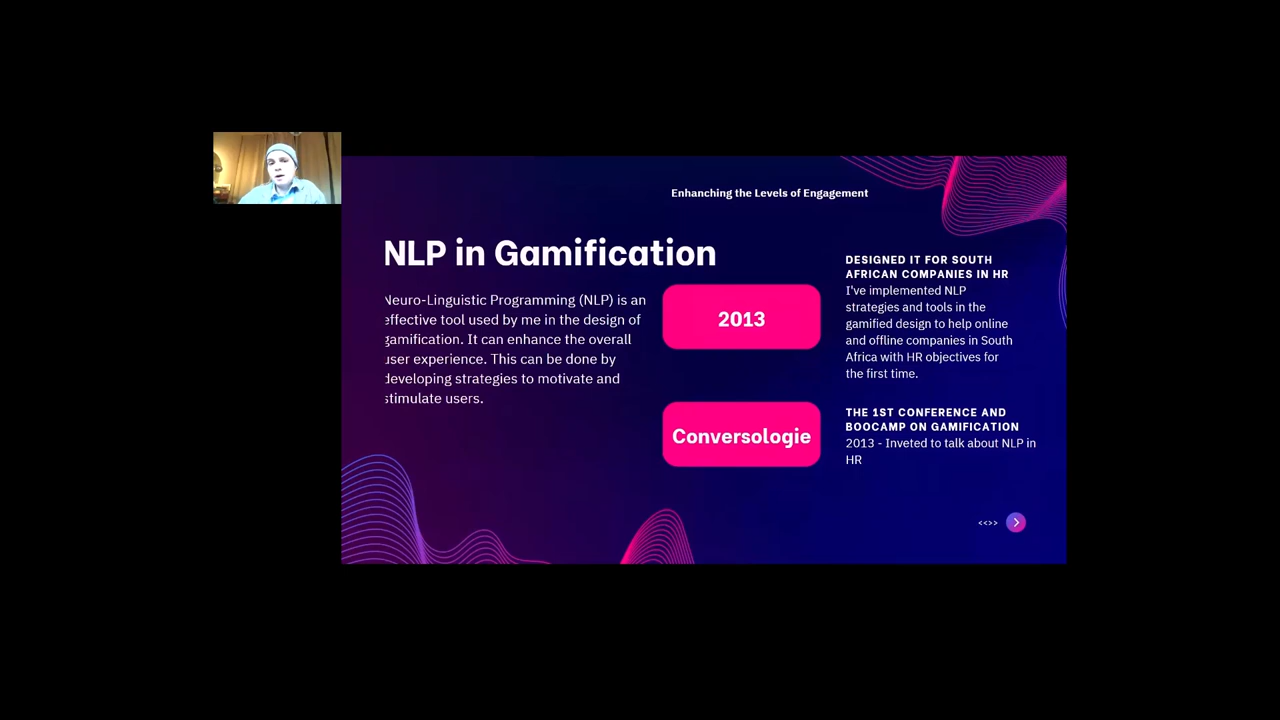 Enhanching the Levels of Engagement
NLP in Gamification
Neuro-Linguistic Programming (NLP) is an
effective tool used by me in the design of
gamification. It can enhance the overall
user experience. This can be done by
developing strategies to motivate and
stimulate users.
2013
DESIGNED IT FOR SOUTH
AFRICAN COMPANIES IN HR
I've implemented NLP
strategies and tools in the
gamified design to help online
and offline companies in South
Africa with HR objectives for
the first time.
Conversologie
THE 1ST CONFERENCE AND
BOOCAMP ON GAMIFICATION
2013 - Inveted to talk about NLP in
HR
<<>>